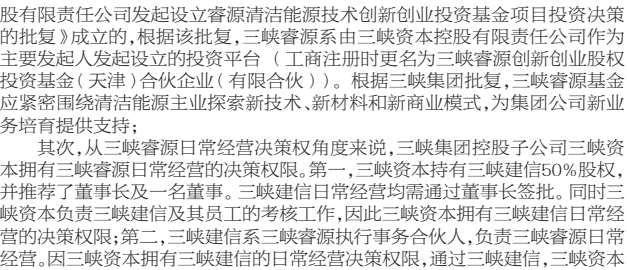 股有限责任公司发起设立睿源清洁能源技术创新创业投资基金项目投资决策
的批复》成立的,根据该批复,三峡睿源系由三峡资本控股有限责任公司作为
主要发起人发起设立的投资平台 (工商注册时更名为三峡睿源创新创业股权
投资基金(天津)合伙企业(有限合伙))。根据三峡集团批复,三峡睿源基金
应紧密围绕清洁能源主业探索新技术、新材料和新商业模式,为集团公司新业
务培育提供支持;
其次,从三峡睿源日常经营决策权角度来说,三峡集团控股子公司三峡资
本拥有三峡睿源日常经营的决策权限。第一,三峡资本持有三峡建信50%股权,
并推荐了董事长及一名董事。三峡建信日常经营均需通过董事长签批。同时三
峡资本负责三峡建信及其员工的考核工作,因此三峡资本拥有三峡建信日常经
营的决策权限;第二,三峡建信系三峡睿源执行事务合伙人,负责三峡睿源日常
经营。因三峡资本拥有三峡建信的日常经营决策权限,通过三峡建信,三峡资本